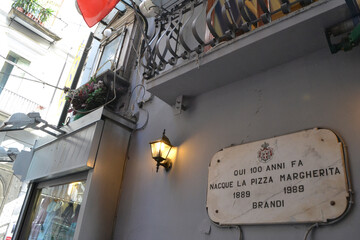 QUI 100 ANNI FA
NACQUE LA PIZZA MARGHERITA
1889 1989
BRANDI